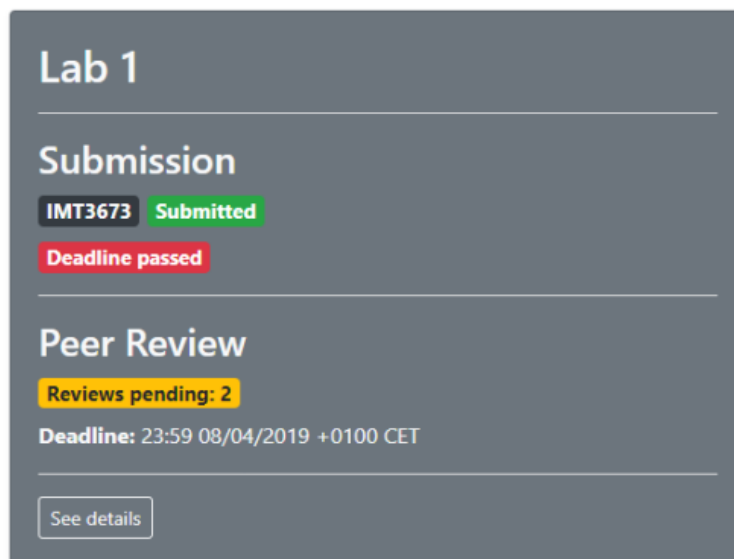 Lab 1
Submission
IMT3673 Submitted
Deadline passed
Peer Review
Reviews pending: 2
Deadline: 23:59 08/04/2019 +0100 CET
See details